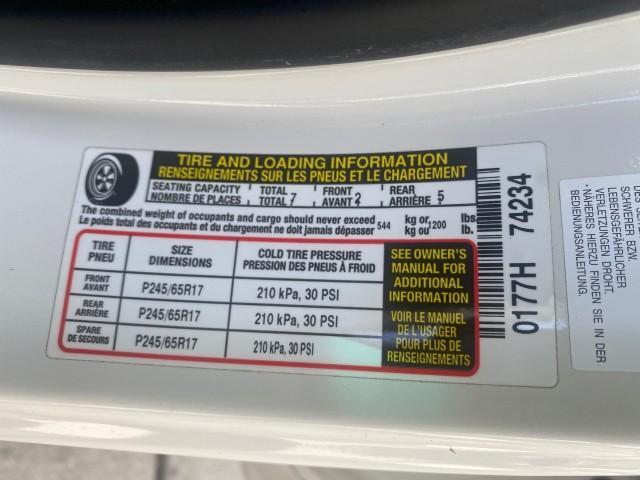 TIRE AND LOADING INFORMATION
RENSEIGNEMENTS SUR LES PNEUS ET LE CHARGEMENT
SEATING CAPACITY TOTAL 7 FRONT 2 REAR 5
NOMBRE DE PLACES TOTAL AVANT ARRIÈRE
The combined weight of occupants and cargo should never exceed 544 kg or 1200 lbs.
Le poids total des occupants et du chargement ne doit jamais dépasser kg ou lb.
TIRE
PNEU
SIZE
DIMENSIONS
COLD TIRE PRESSURE
PRESSION DES PNEUS À FROID
FRONT
AVANT
P245/65R17
210 kPa, 30 PSI
REAR
ARRIÈRE
P245/65R17
210 kPa, 30 PSI
SPARE
DE SECOURS
P245/65R17
210 kPa, 30 PSI
SEE OWNER'S
MANUAL FOR
ADDITIONAL
INFORMATION
VOIR LE MANUEL
DE L'USAGER
POUR PLUS DE
RENSEIGNEMENTS
0177H 74234
SCHWERER BZW.
LEBENSGEFÄHRLICHER
VERLETZUNGEN DROHT.
•NÄHRES HIERZU FINDEN SIE IN DER
BEDIENUNGSANLEITUNG.